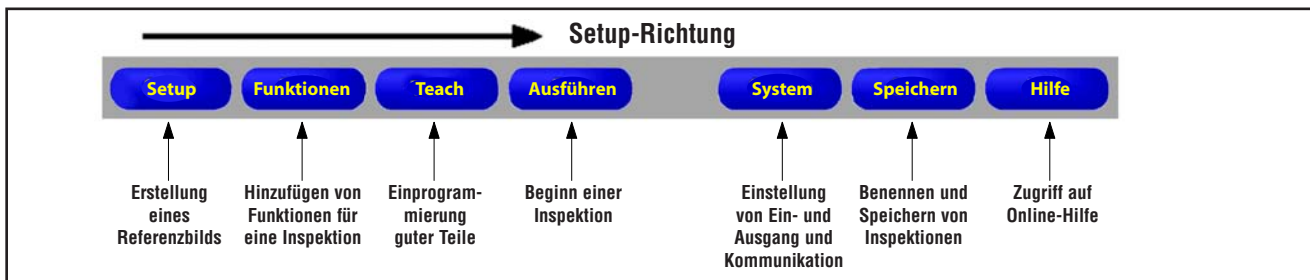 Setup-Richtung
Setup
Funktionen
Teach
Ausführen
System
Speichern
Hilfe
Erstellung
eines
Referenzbilds
Hinzufügen von
Funktionen für
eine Inspektion
Einprogram-
mierung
guter Teile
Beginn einer
Inspektion
Einstellung
von Ein- und
Ausgang und
Kommunikation
Benennen und
Speichern von
Inspektionen
Zugriff auf
Online-Hilfe